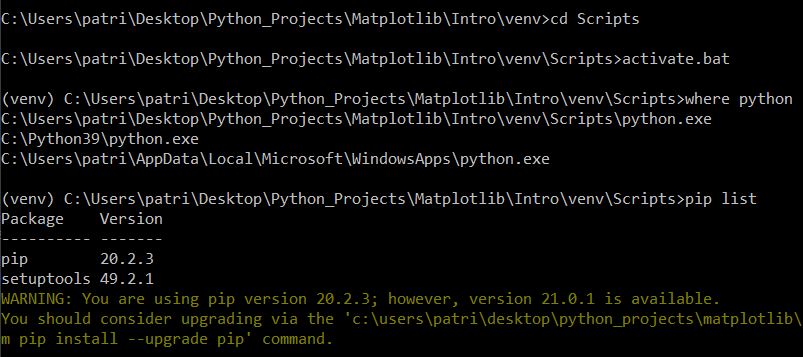 C:\Users\patri\Desktop\Python_Projects\Matplotlib\Intro\venv>cd Scripts
C:\Users\patri\Desktop\Python_Projects\Matplotlib\Intro\venv\Scripts>activate.bat
(venv) C:\Users\patri\Desktop\Python_Projects\Matplotlib\Intro\venv\Scripts>where python
C:\Users\patri\Desktop\Python_Projects\Matplotlib\Intro\venv\Scripts\python.exe
C:\Python39\python.exe
C:\Users\patri\AppData\Local\Microsoft\WindowsApps\python.exe
(venv) C:\Users\patri\Desktop\Python_Projects\Matplotlib\Intro\venv\Scripts>pip list
Package    Version
---------- -------
pip        20.2.3
setuptools 49.2.1
WARNING: You are using pip version 20.2.3; however, version 21.0.1 is available.
You should consider upgrading via the 'c:\users\patri\desktop\python_projects\matplotlib\
m pip install --upgrade pip' command.